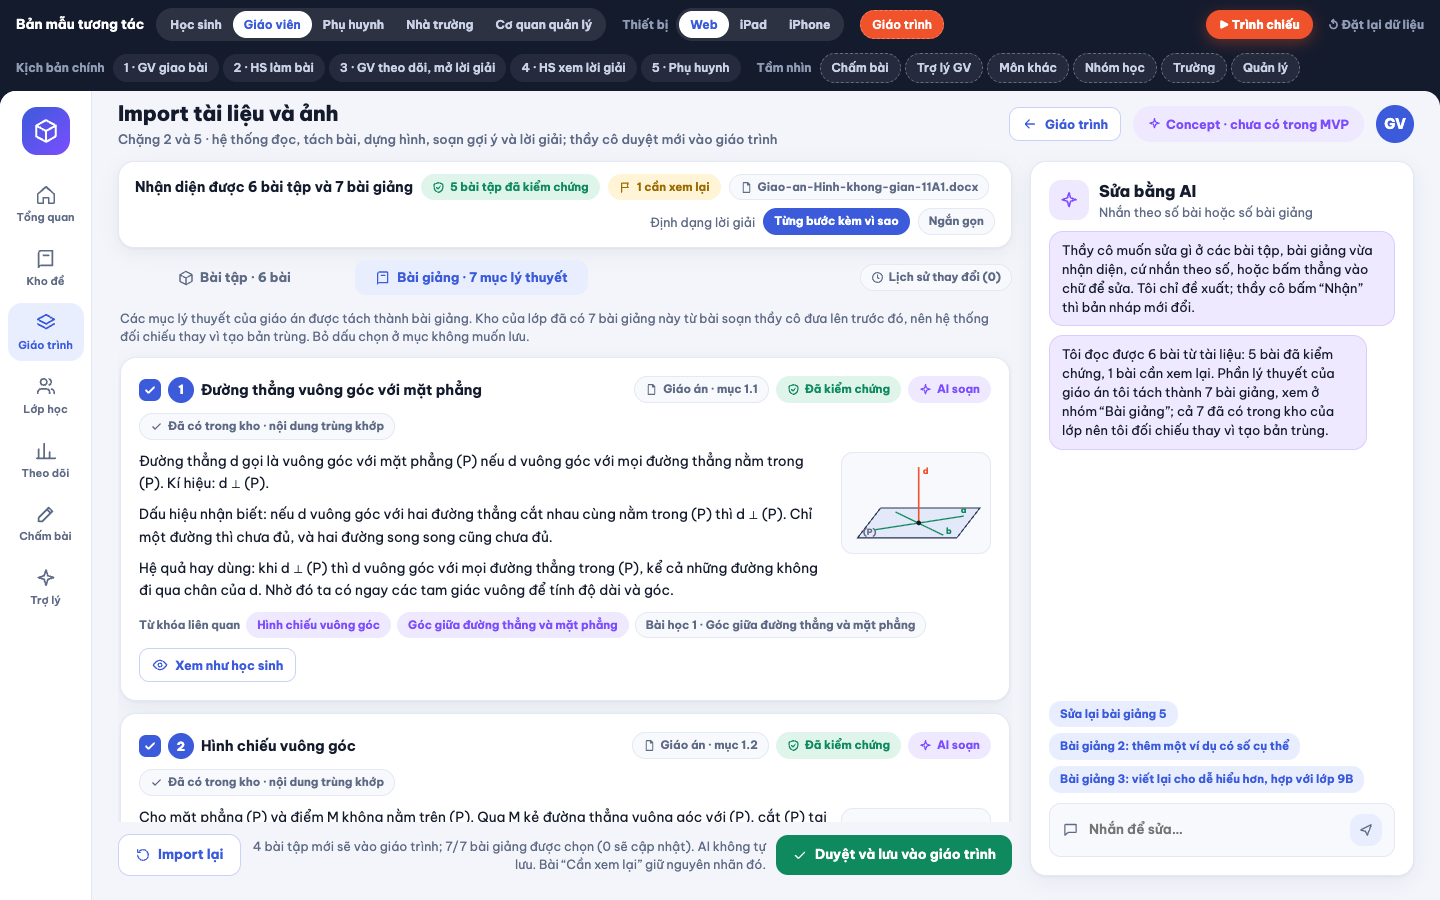 Bản mẫu tương tác
Học sinh
Giáo viên
Phụ huynh
Nhà trường
Cơ quan quản lý
Thiết bị
Web
iPad
iPhone
Giáo trình
Trình chiếu
Đặt lại dữ liệu
Kịch bản chính
1 · GV giao bài
2 · HS làm bài
3 · GV theo dõi, mở lời giải
4 · HS xem lời giải
5 · Phụ huynh
Tầm nhìn
Chấm bài
Trợ lý GV
Môn khác
Nhóm học
Trường
Quản lý
Tổng quan
Kho đề
Giáo trình
Lớp học
Theo dõi
Chấm bài
Trợ lý
Import tài liệu và ảnh
Chặng 2 và 5 · hệ thống đọc, tách bài, dựng hình, soạn gợi ý và lời giải; thầy cô duyệt mới vào giáo trình
Giáo trình
Concept · chưa có trong MVP
GV
Nhận diện được 6 bài tập và 7 bài giảng
5 bài tập đã kiểm chứng
1 cần xem lại
Giao-an-Hinh-khong-gian-11A1.docx
Định dạng lời giải
Từng bước kèm vì sao
Ngắn gọn
Bài tập · 6 bài
Bài giảng · 7 mục lý thuyết
Lịch sử thay đổi (0)
Các mục lý thuyết của giáo án được tách thành bài giảng. Kho của lớp đã có 7 bài giảng này từ bài soạn thầy cô đưa lên trước đó, nên hệ thống
đối chiếu thay vì tạo bản trùng. Bỏ dấu chọn ở mục không muốn lưu.
1
Đường thẳng vuông góc với mặt phẳng
Giáo án · mục 1.1
Đã kiểm chứng
AI soạn
Đã có trong kho · nội dung trùng khớp
Đường thẳng d gọi là vuông góc với mặt phẳng (P) nếu d vuông góc với mọi đường thẳng nằm trong
(P). Kí hiệu: d ⊥ (P).
Dấu hiệu nhận biết: nếu d vuông góc với hai đường thẳng cắt nhau cùng nằm trong (P) thì d ⊥ (P). Chỉ
một đường thì chưa đủ, và hai đường song song cũng chưa đủ.
Hệ quả hay dùng: khi d ⊥ (P) thì d vuông góc với mọi đường thẳng trong (P), kể cả những đường không
đi qua chân của d. Nhờ đó ta có ngay các tam giác vuông để tính độ dài và góc.
d
a
b
(P)
Từ khóa liên quan
Hình chiếu vuông góc
Góc giữa đường thẳng và mặt phẳng
Bài học 1 · Góc giữa đường thẳng và mặt phẳng
Xem như học sinh
2
Hình chiếu vuông góc
Giáo án · mục 1.2
Đã kiểm chứng
AI soạn
Đã có trong kho · nội dung trùng khớp
Cho mặt phẳng (P) và điểm M không nằm trên (P). Qua M kẻ đường thẳng vuông góc với (P), cắt (P) tại
Import lại
4 bài tập mới sẽ vào giáo trình; 7/7 bài giảng được chọn (0 sẽ cập nhật). AI không tự
lưu. Bài “Cần xem lại” giữ nguyên nhãn đó.
Duyệt và lưu vào giáo trình
Sửa bằng AI
Nhắn theo số bài hoặc số bài giảng
Thầy cô muốn sửa gì ở các bài tập, bài giảng vừa
nhận diện, cứ nhắn theo số, hoặc bấm thẳng vào
chữ để sửa. Tôi chỉ đề xuất; thầy cô bấm “Nhận”
thì bản nháp mới đổi.
Tôi đọc được 6 bài từ tài liệu: 5 bài đã kiểm
chứng, 1 bài cần xem lại. Phần lý thuyết của
giáo án tôi tách thành 7 bài giảng, xem ở
nhóm “Bài giảng”; cả 7 đã có trong kho của
lớp nên tôi đối chiếu thay vì tạo bản trùng.
Sửa lại bài giảng 5
Bài giảng 2: thêm một ví dụ có số cụ thể
Bài giảng 3: viết lại cho dễ hiểu hơn, hợp với lớp 9B
Nhắn để sửa...